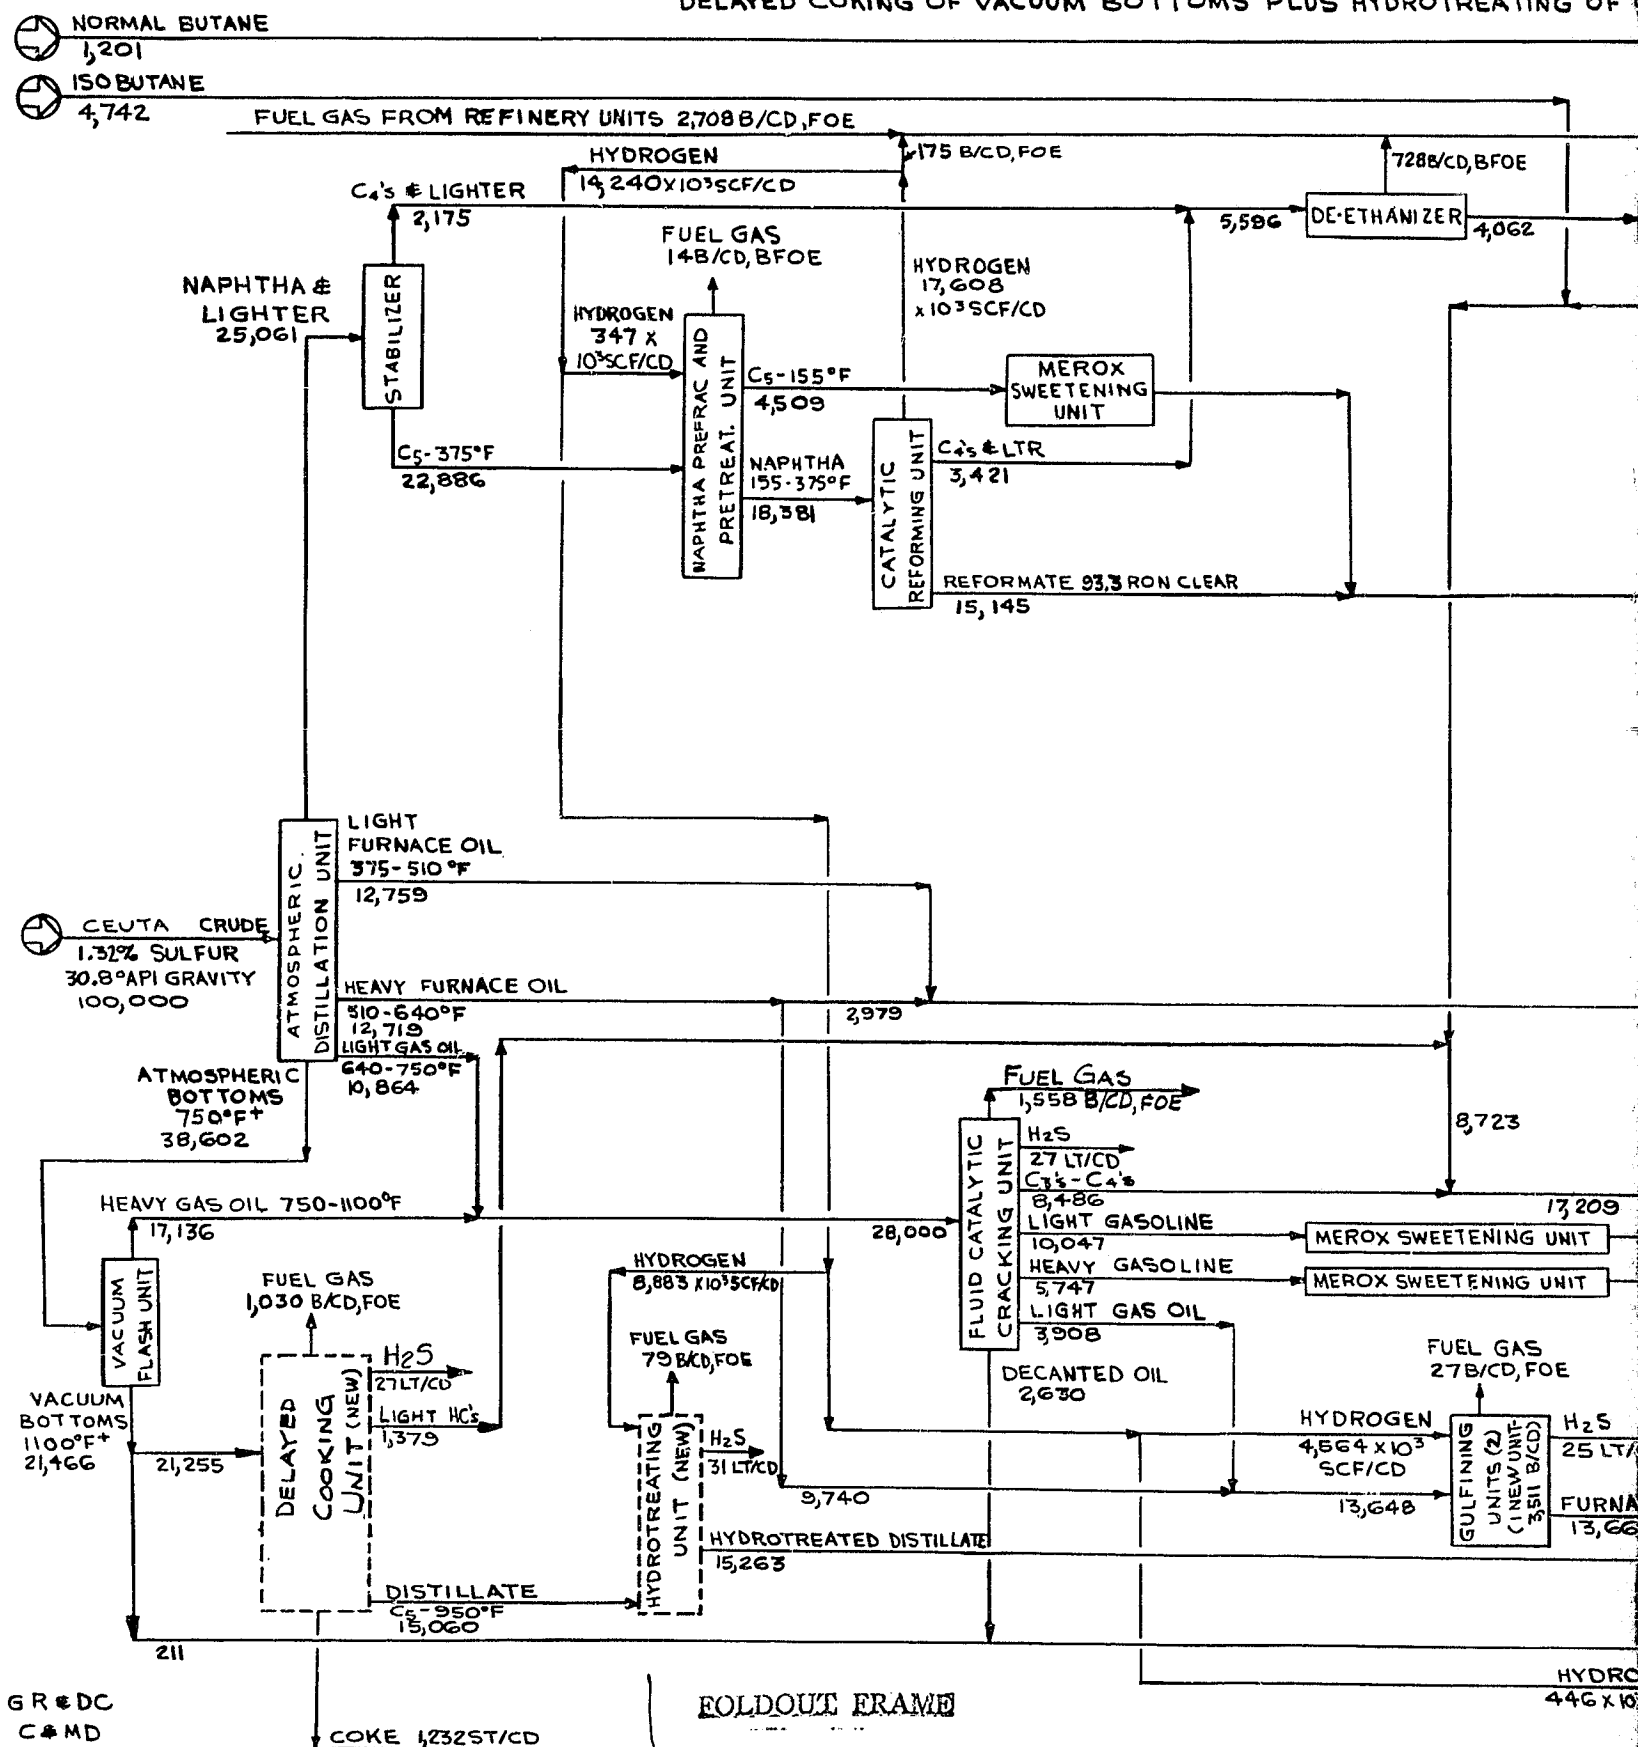 DELAYED COKING OF VACUUM BOTTOMS PLUS HYDROTREATING OF
NORMAL BUTANE
1,201
ISOBUTANE
4,742
FUEL GAS FROM REFINERY UNITS 2,708 B/CD, FOE
HYDROGEN
14,240 X 10³ SCF/CD
175 B/CD, FOE
728 B/CD, BFOE
C4's & LIGHTER
2,175
5,596
DE-ETHANIZER
4,062
FUEL GAS
14 B/CD, BFOE
NAPHTHA &
LIGHTER
25,061
STABILIZER
HYDROGEN
347 X
10³ SCF/CD
HYDROGEN
17,608
X 10³ SCF/CD
NAPHTHA PREFRAC AND
PRETREAT. UNIT
C5-155°F
4,509
MEROX
SWEETENING
UNIT
C5-375°F
22,886
NAPHTHA
155-375°F
18,381
CATALYTIC
REFORMING UNIT
C4's & LTR
3,421
REFORMATE 93.3 RON CLEAR
15,145
LIGHT
FURNACE OIL
375-510°F
12,759
ATMOSPHERIC
DISTILLATION UNIT
CEUTA CRUDE
1.32% SULFUR
30.8° API GRAVITY
100,000
HEAVY FURNACE OIL
510-640°F
12,719
2,979
LIGHT GAS OIL
640-750°F
10,864
ATMOSPHERIC
BOTTOMS
750°F+
38,602
FUEL GAS
1,558 B/CD, FOE
H2S
27 LT/CD
C3's-C4's
8,486
8,723
17,209
HEAVY GAS OIL 750-1100°F
17,136
28,000
FLUID CATALYTIC
CRACKING UNIT
LIGHT GASOLINE
10,047
MEROX SWEETENING UNIT
HEAVY GASOLINE
5,747
MEROX SWEETENING UNIT
LIGHT GAS OIL
3,908
HYDROGEN
8,883 X 10³ SCF/CD
VACUUM
FLASH UNIT
FUEL GAS
1,030 B/CD, FOE
FUEL GAS
79 B/CD, FOE
DECANTED OIL
2,630
FUEL GAS
27 B/CD, FOE
VACUUM
BOTTOMS
1100°F+
21,466
21,255
DELAYED
COOKING
UNIT (NEW)
H2S
27 LT/CD
LIGHT HC's
1,379
HYDROTREATING
UNIT (NEW)
H2S
31 LT/CD
HYDROGEN
4,564 X 10³
SCF/CD
9,740
13,648
GULFINING
UNITS (2)
(1 NEW UNIT-
3,511 B/CD)
H2S
25 LT/
FURNA
13,66
HYDROTREATED DISTILLATE
15,263
DISTILLATE
C5-950°F
15,060
211
HYDRO
446 X 10
GR & DC
C & MD
COKE 1,232 ST/CD
FOLDOUT FRAME